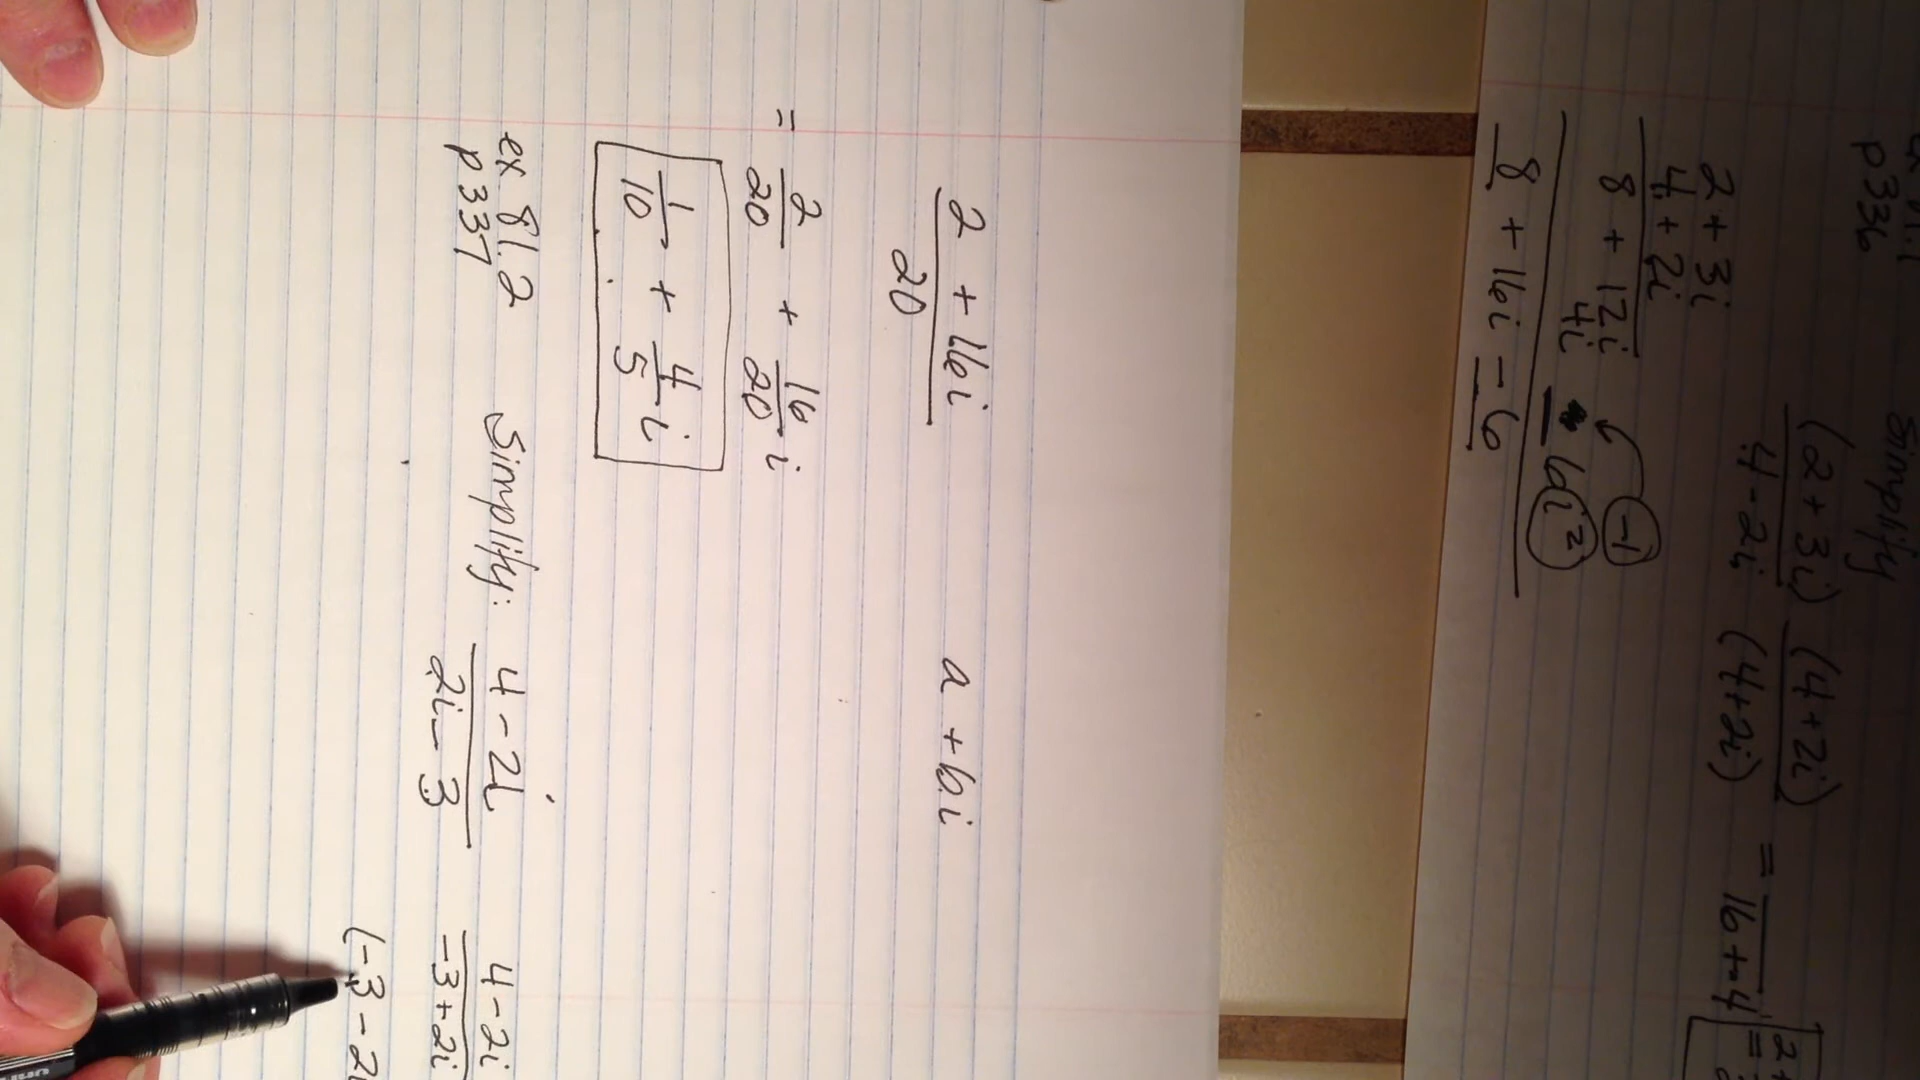 p336 Simplify
(2+3i) (4+2i)
4-2i (4+2i) = 16+4 =
2+3i
4+2i
8 + 12i
4i 6i² -1
8 + 16i - 6
2 + 16i
20
a + bi
= 2/20 + 16/20 i
1/10 + 4/5 i
ex 81.2 Simplify: 4-2i 4-2i
p337 2i-3 -3+2i
(-3-2i